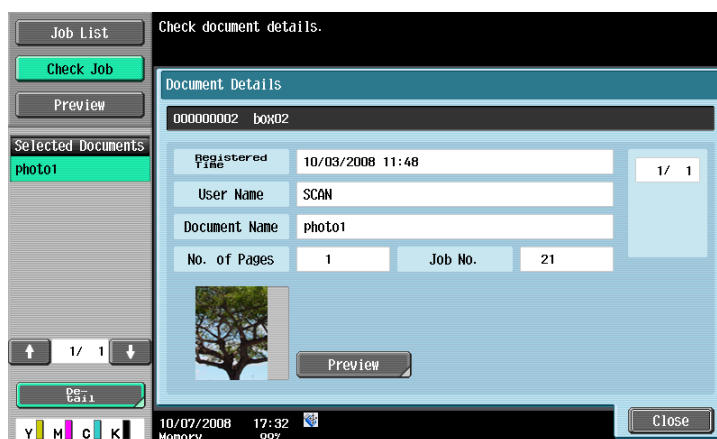 Job List
Check Job
Preview
Selected Documents
photo1
1/ 1
De-
tail
Y M C K
Check document details.
Document Details
000000002 box02
Registered
Time
10/03/2008 11:48
1/ 1
User Name
SCAN
Document Name
photo1
No. of Pages
1
Job No.
21
Preview
10/07/2008 17:32
Memory 99%
Close